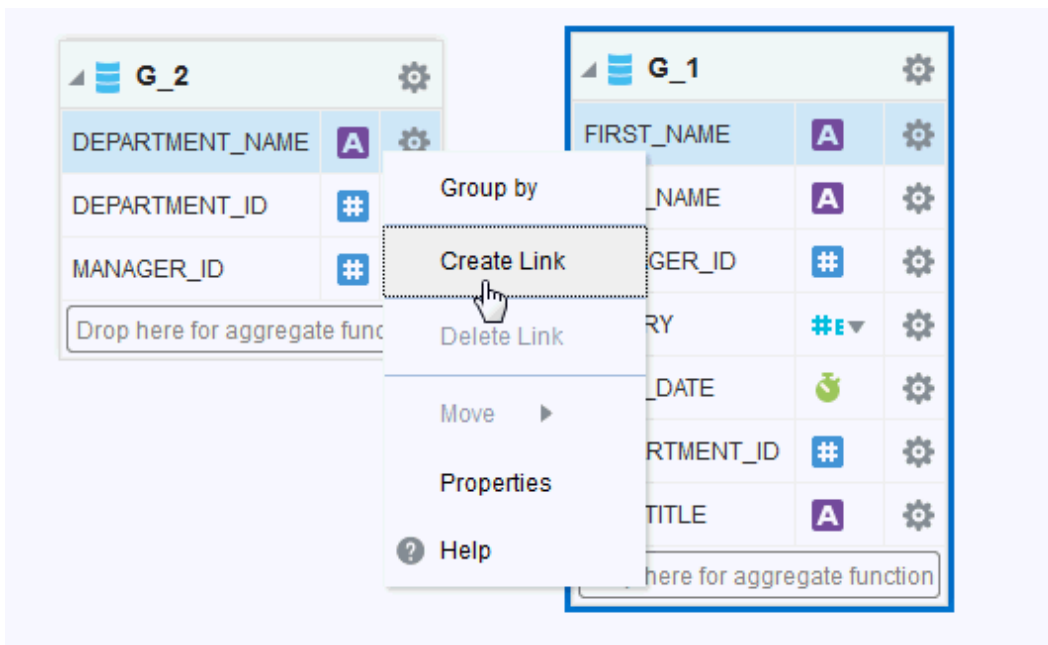 G_2
DEPARTMENT_NAME
A
DEPARTMENT_ID
#
MANAGER_ID
#
Drop here for aggregate func
Group by
Create Link
Delete Link
Move
Properties
? Help
G_1
FIRST_NAME
A
_NAME
A
GER_ID
#
RY
#E
_DATE
RTMENT_ID
#
TITLE
A
here for aggregate function